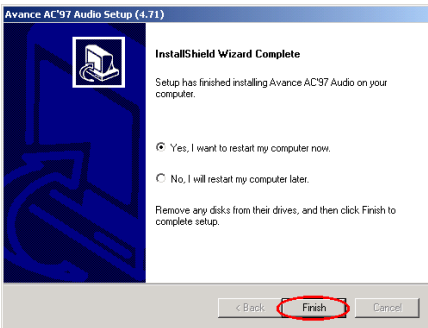 Avance AC'97 Audio Setup (4.71)
InstallShield Wizard Complete
Setup has finished installing Avance AC'97 Audio on your
computer.
Yes, I want to restart my computer now.
No, I will restart my computer later.
Remove any disks from their drives, and then click Finish to
complete setup.
< Back Finish Cancel